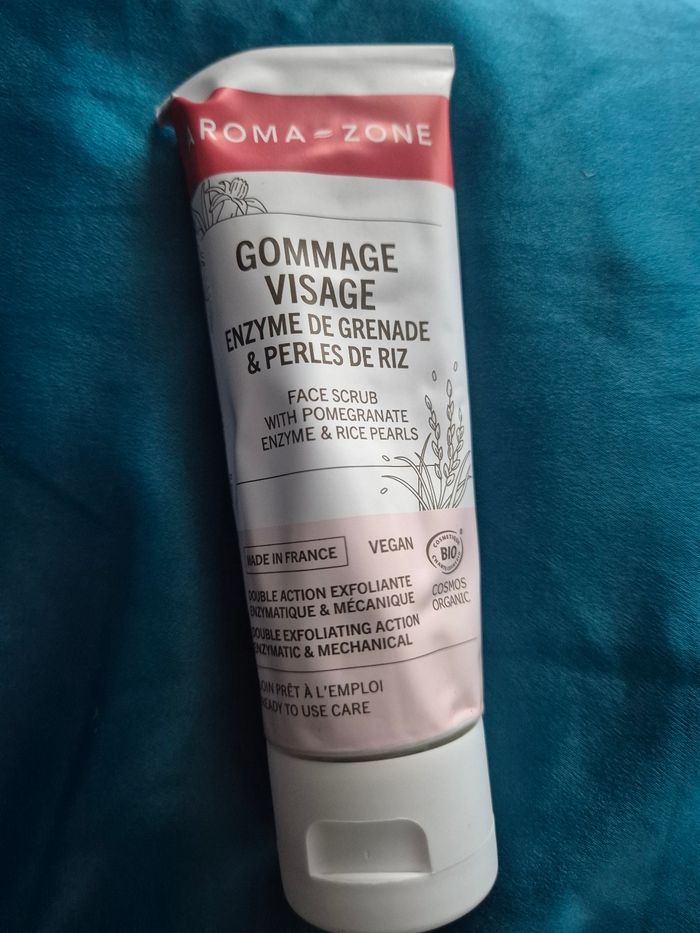 AROMA-ZONE
GOMMAGE
VISAGE
ENZYME DE GRENADE
& PERLES DE RIZ
FACE SCRUB
WITH POMEGRANATE
ENZYME & RICE PEARLS
MADE IN FRANCE
VEGAN
COSMETIQUE
BIO
COSMOS
ORGANIC
DOUBLE ACTION EXFOLIANTE
ENZYMATIQUE & MÉCANIQUE
DOUBLE EXFOLIATING ACTION
ENZYMATIC & MECHANICAL
SOIN PRÊT À L'EMPLOI
READY TO USE CARE